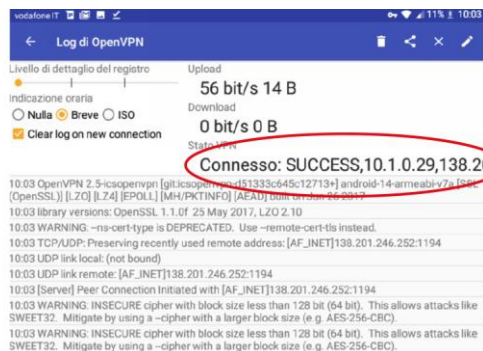 vodafone IT 11% 10:03
Log di OpenVPN
Livello di dettaglio del registro
Upload
56 bit/s 14 B
Indicazione oraria
Download
Nulla Breve ISO
0 bit/s 0 B
Clear log on new connection
Stato VPN
Connesso: SUCCESS,10.1.0.29,138.20
10:03 OpenVPN 2.5-icsopenvpn android-14-armeabi-v7a
(OpenSSL)] [LZO] [LZ4] [EPOLL] [MH/PKTINFO] [AEAD] built on Jun 26 2017
10:03 library versions: OpenSSL 1.1.0f 25 May 2017, LZO 2.10
10:03 WARNING: --ns-cert-type is DEPRECATED. Use --remote-cert-tls instead.
10:03 TCP/UDP: Preserving recently used remote address: [AF_INET]138.201.246.252:1194
10:03 UDP link local: (not bound)
10:03 UDP link remote: [AF_INET]138.201.246.252:1194
10:03 [Server] Peer Connection Initiated with [AF_INET]138.201.246.252:1194
10:03 WARNING: INSECURE cipher with block size less than 128 bit (64 bit). This allows attacks like
SWEET32. Mitigate by using a --cipher with a larger block size (e.g. AES-256-CBC).
10:03 WARNING: INSECURE cipher with block size less than 128 bit (64 bit). This allows attacks like
SWEET32. Mitigate by using a --cipher with a larger block size (e.g. AES-256-CBC).